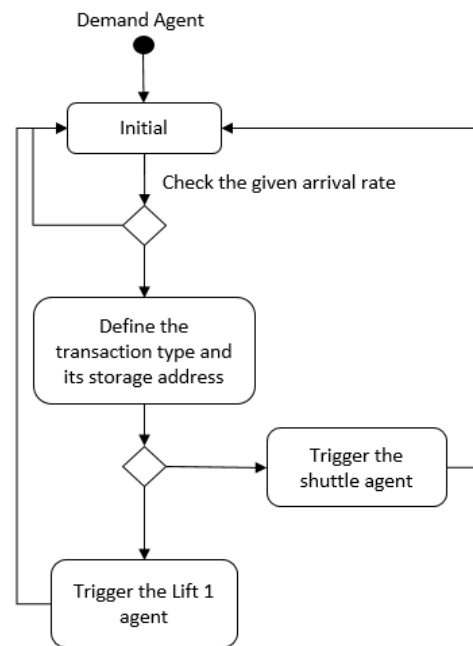 Demand Agent
Initial
Check the given arrival rate
Define the
transaction type and
its storage address
Trigger the
shuttle agent
Trigger the Lift 1
agent